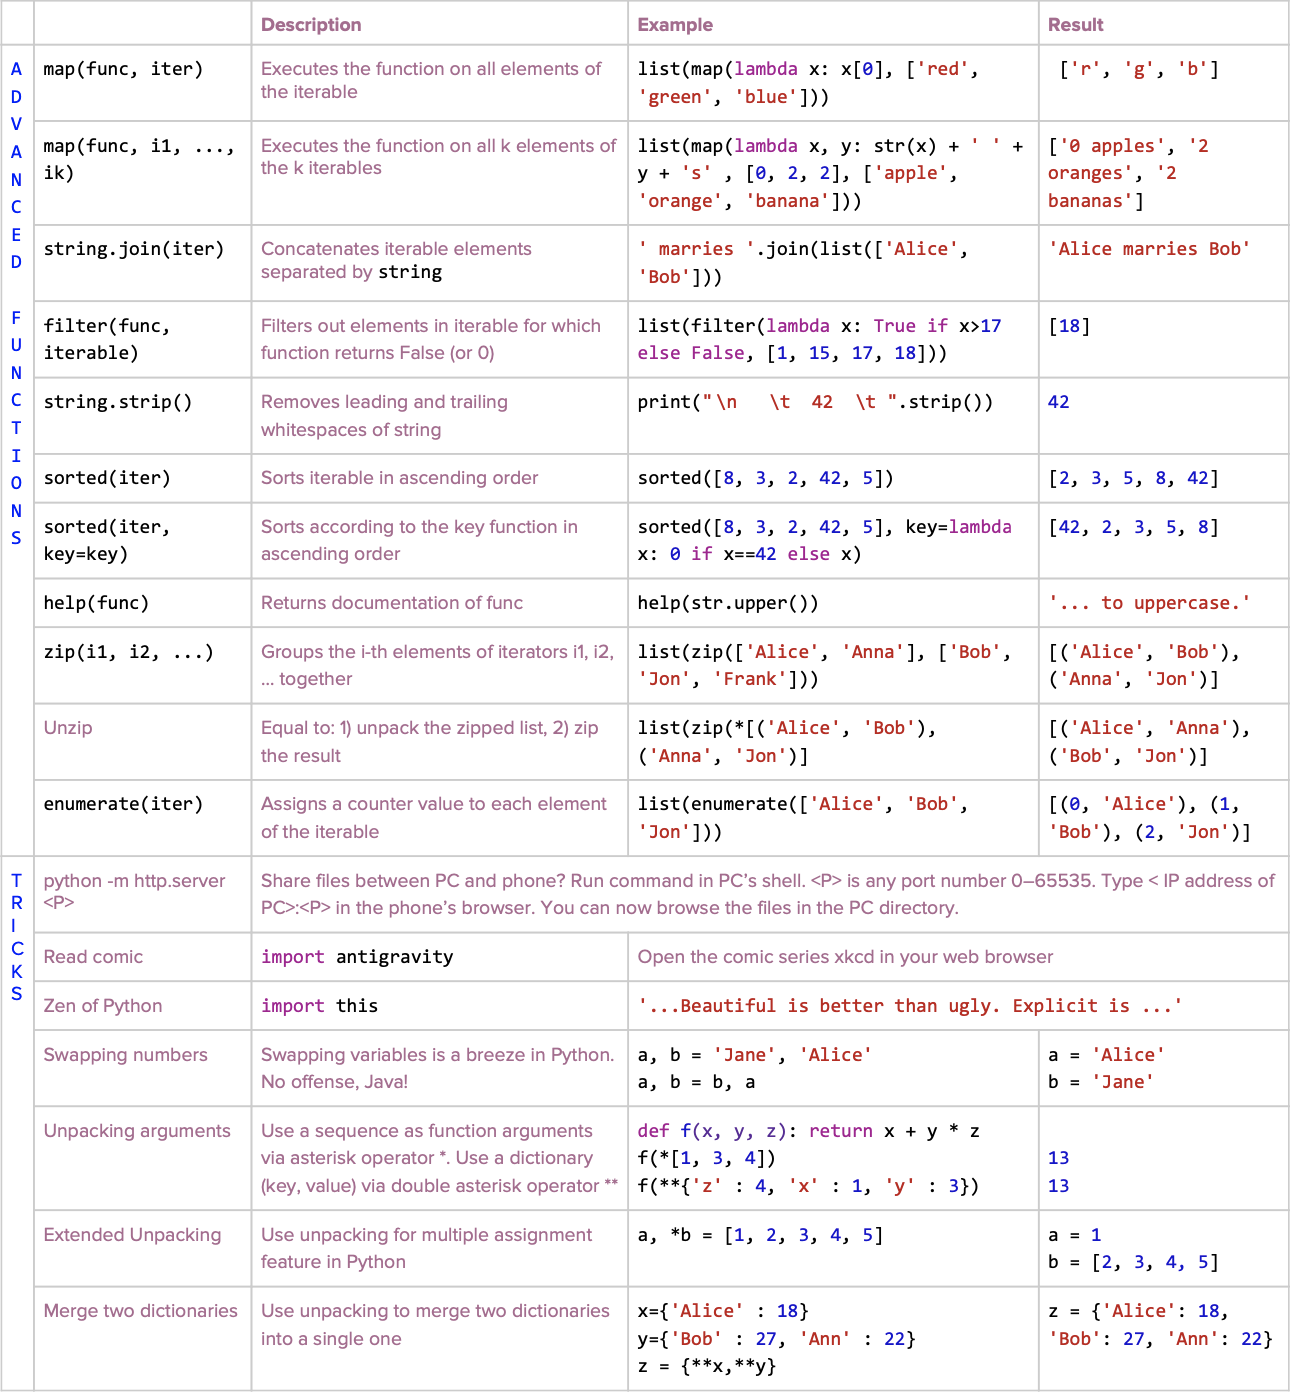 Description Example Result
ADVANCED FUNCTIONS
map(func, iter)
Executes the function on all elements of
the iterable
list(map(lambda x: x[0], ['red',
'green', 'blue']))
['r', 'g', 'b']
map(func, i1, ...,
ik)
Executes the function on all k elements of
the k iterables
list(map(lambda x, y: str(x) + ' ' +
y + 's' , [0, 2, 2], ['apple',
'orange', 'banana']))
['0 apples', '2
oranges', '2
bananas']
string.join(iter)
Concatenates iterable elements
separated by string
' marries '.join(list(['Alice',
'Bob']))
'Alice marries Bob'
filter(func,
iterable)
Filters out elements in iterable for which
function returns False (or 0)
list(filter(lambda x: True if x>17
else False, [1, 15, 17, 18]))
[18]
string.strip()
Removes leading and trailing
whitespaces of string
print("\n   \t  42  \t ".strip())
42
sorted(iter)
Sorts iterable in ascending order
sorted([8, 3, 2, 42, 5])
[2, 3, 5, 8, 42]
sorted(iter,
key=key)
Sorts according to the key function in
ascending order
sorted([8, 3, 2, 42, 5], key=lambda
x: 0 if x==42 else x)
[42, 2, 3, 5, 8]
help(func)
Returns documentation of func
help(str.upper())
'... to uppercase.'
zip(i1, i2, ...)
Groups the i-th elements of iterators i1, i2,
... together
list(zip(['Alice', 'Anna'], ['Bob',
'Jon', 'Frank']))
[('Alice', 'Bob'),
('Anna', 'Jon')]
Unzip
Equal to: 1) unpack the zipped list, 2) zip
the result
list(zip(*[('Alice', 'Bob'),
('Anna', 'Jon')]
[('Alice', 'Anna'),
('Bob', 'Jon')]
enumerate(iter)
Assigns a counter value to each element
of the iterable
list(enumerate(['Alice', 'Bob',
'Jon']))
[(0, 'Alice'), (1,
'Bob'), (2, 'Jon')]
TRICKS
python -m http.server
<P>
Share files between PC and phone? Run command in PC's shell. <P> is any port number 0–65535. Type < IP address of
PC>:<P> in the phone's browser. You can now browse the files in the PC directory.
Read comic
import antigravity
Open the comic series xkcd in your web browser
Zen of Python
import this
'...Beautiful is better than ugly. Explicit is ...'
Swapping numbers
Swapping variables is a breeze in Python.
No offense, Java!
a, b = 'Jane', 'Alice'
a, b = b, a
a = 'Alice'
b = 'Jane'
Unpacking arguments
Use a sequence as function arguments
via asterisk operator *. Use a dictionary
(key, value) via double asterisk operator **
def f(x, y, z): return x + y * z
f(*[1, 3, 4])
f(**{'z' : 4, 'x' : 1, 'y' : 3})
13
13
Extended Unpacking
Use unpacking for multiple assignment
feature in Python
a, *b = [1, 2, 3, 4, 5]
a = 1
b = [2, 3, 4, 5]
Merge two dictionaries
Use unpacking to merge two dictionaries
into a single one
x={'Alice' : 18}
y={'Bob' : 27, 'Ann' : 22}
z = {**x,**y}
z = {'Alice': 18,
'Bob': 27, 'Ann': 22}